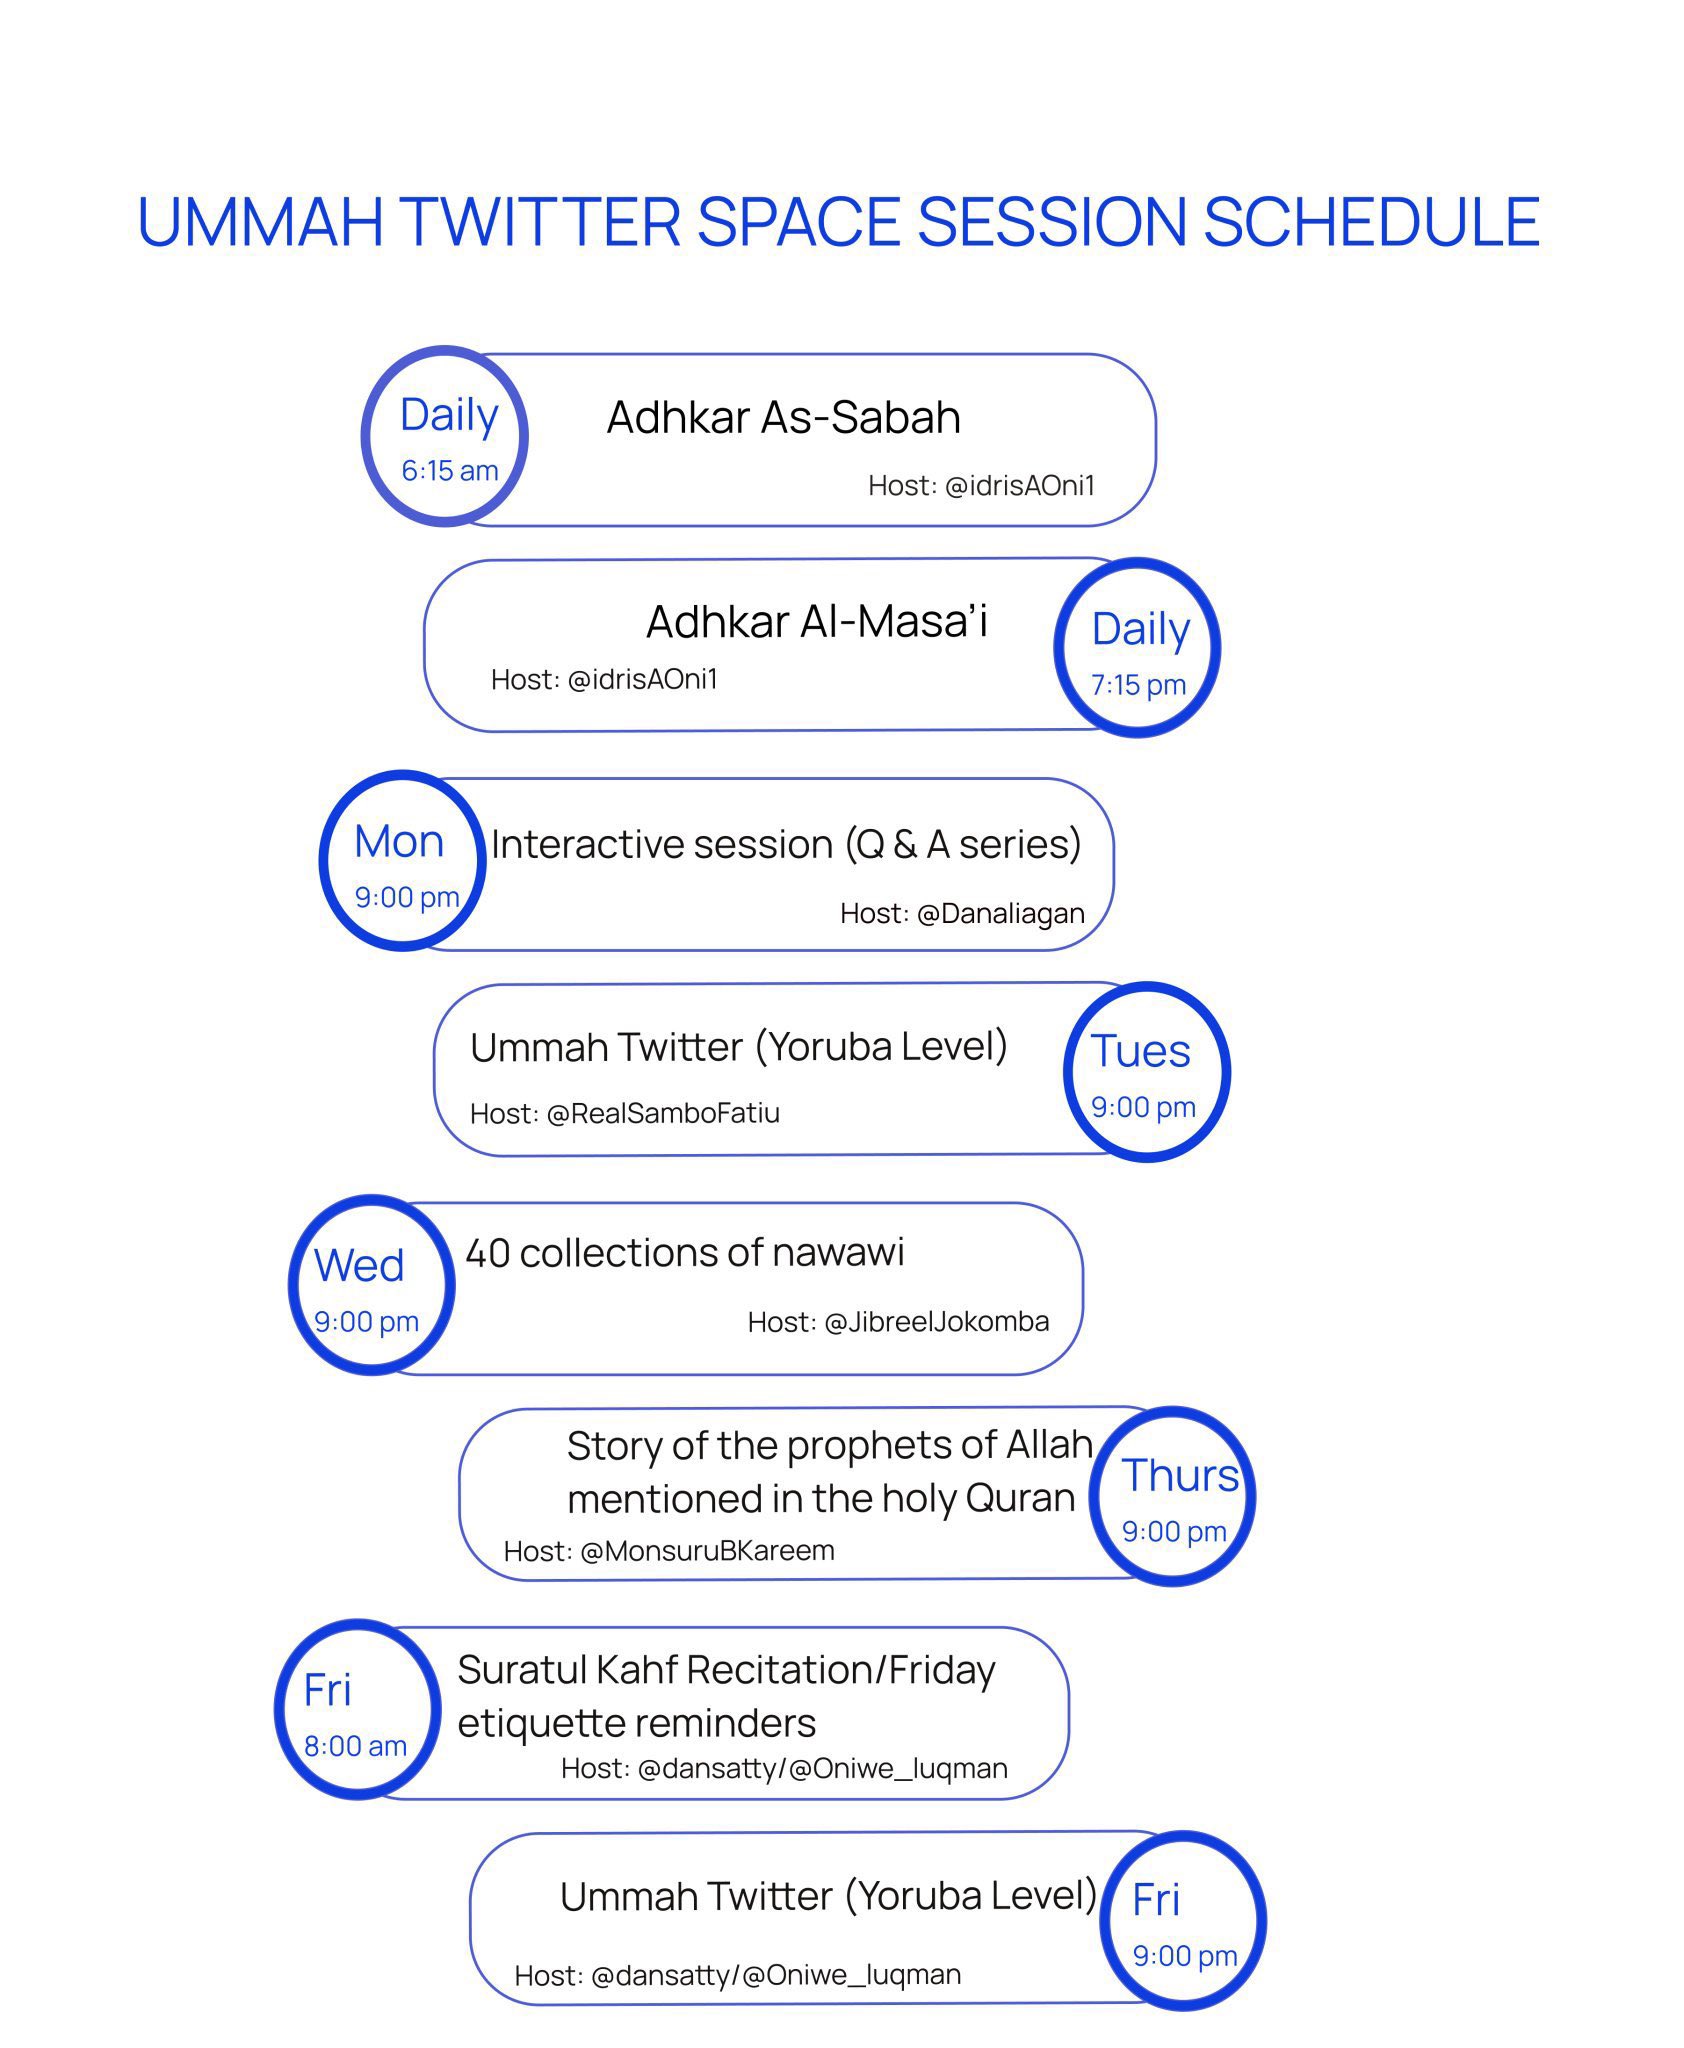 UMMAH TWITTER SPACE SESSION SCHEDULE
Daily
6:15 am
Adhkar As-Sabah
Host: @idrisAOni1
Adhkar Al-Masa’i
Host: @idrisAOni1
Daily
7:15 pm
Mon
9:00 pm
Interactive session (Q & A series)
Host: @Danaliagan
Ummah Twitter (Yoruba Level)
Host: @RealSamboFatiu
Tues
9:00 pm
Wed
9:00 pm
40 collections of nawawi
Host: @JibreelJokomba
Story of the prophets of Allah
mentioned in the holy Quran
Host: @MonsuruBKareem
Thurs
9:00 pm
Fri
8:00 am
Suratul Kahf Recitation/Friday
etiquette reminders
Host: @dansatty/@Oniwe_luqman
Ummah Twitter (Yoruba Level)
Host: @dansatty/@Oniwe_luqman
Fri
9:00 pm